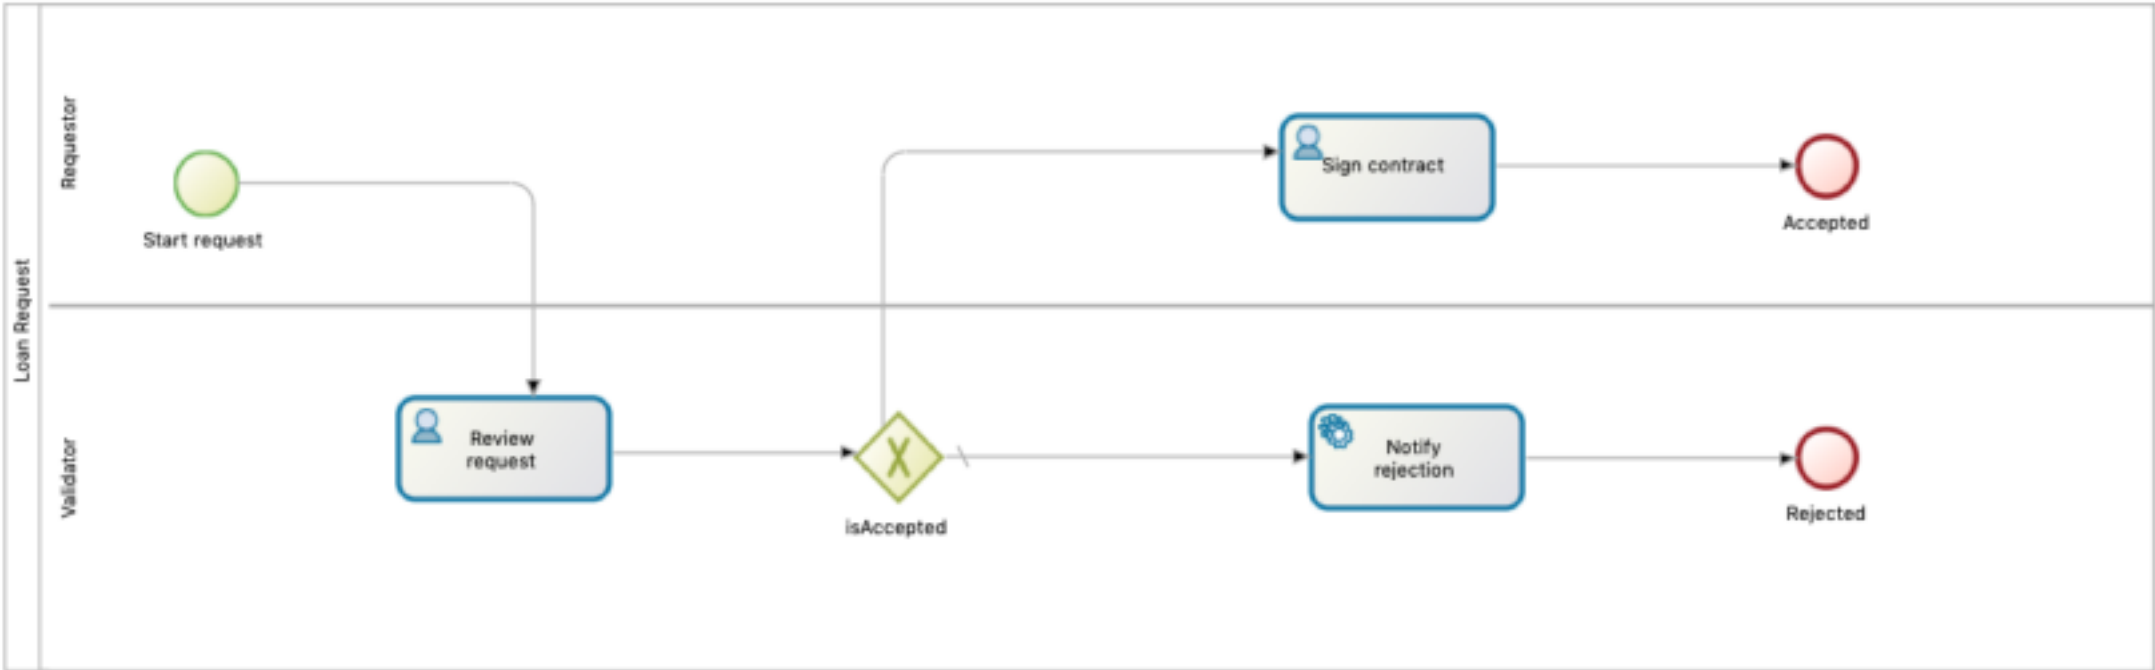 Loan Request
Requestor
Start request
Sign contract
Accepted
Validator
Review
request
isAccepted
Notify
rejection
Rejected